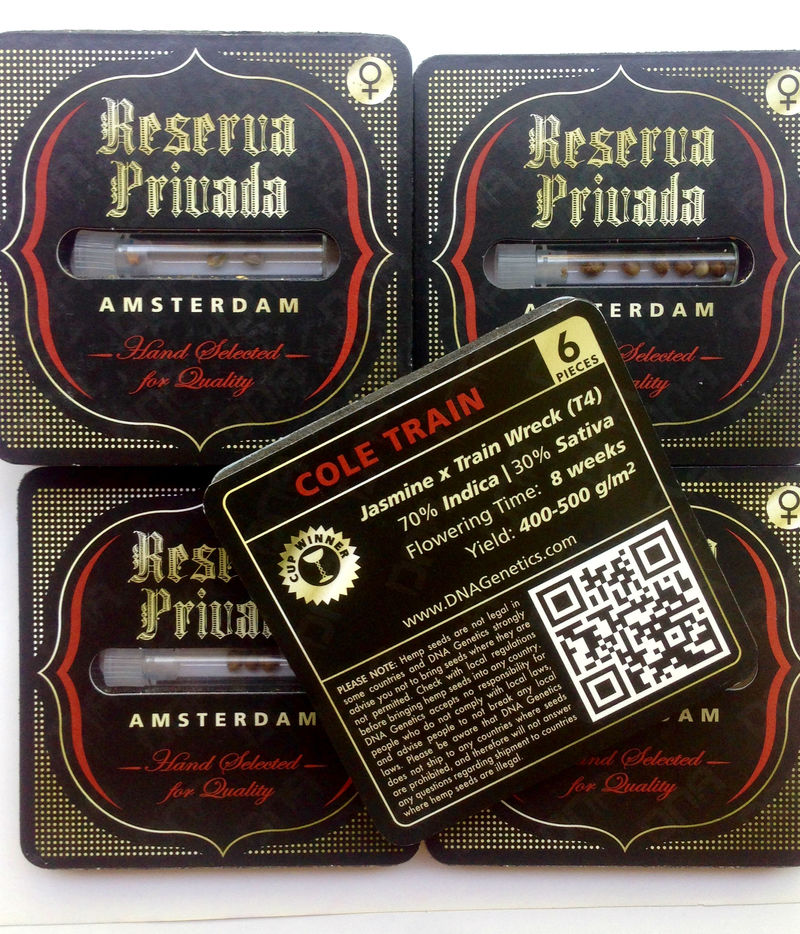 Reserva
Privada
AMSTERDAM
Hand Selected
for Quality
Reserva
Privada
AMSTERDAM
Selected
Quality
6
PIECES
COLE TRAIN
Jasmine x Train Wreck (T4)
70% Indica | 30% Sativa
Flowering Time: 8 weeks
Yield: 400-500 g/m²
CUP WINNER
www.DNAGenetics.com
PLEASE NOTE: Hemp seeds are not legal in
some countries and DNA Genetics strongly
advise you not to bring seeds where they are
not permitted. Check with local regulations
before bringing hemp seeds into any country.
DNA Genetics accepts no responsibility for
people who do not comply with local laws,
and advise people to not break any local
laws. Please be aware that DNA Genetics
does not ship to any countries where seeds
are prohibited, and therefore will not answer
any questions regarding shipment to countries
where hemp seeds are illegal.
Res
Priva
AMSTERDAM
Hand Selected
for Quality
DAM
Hand Selected
for Quality